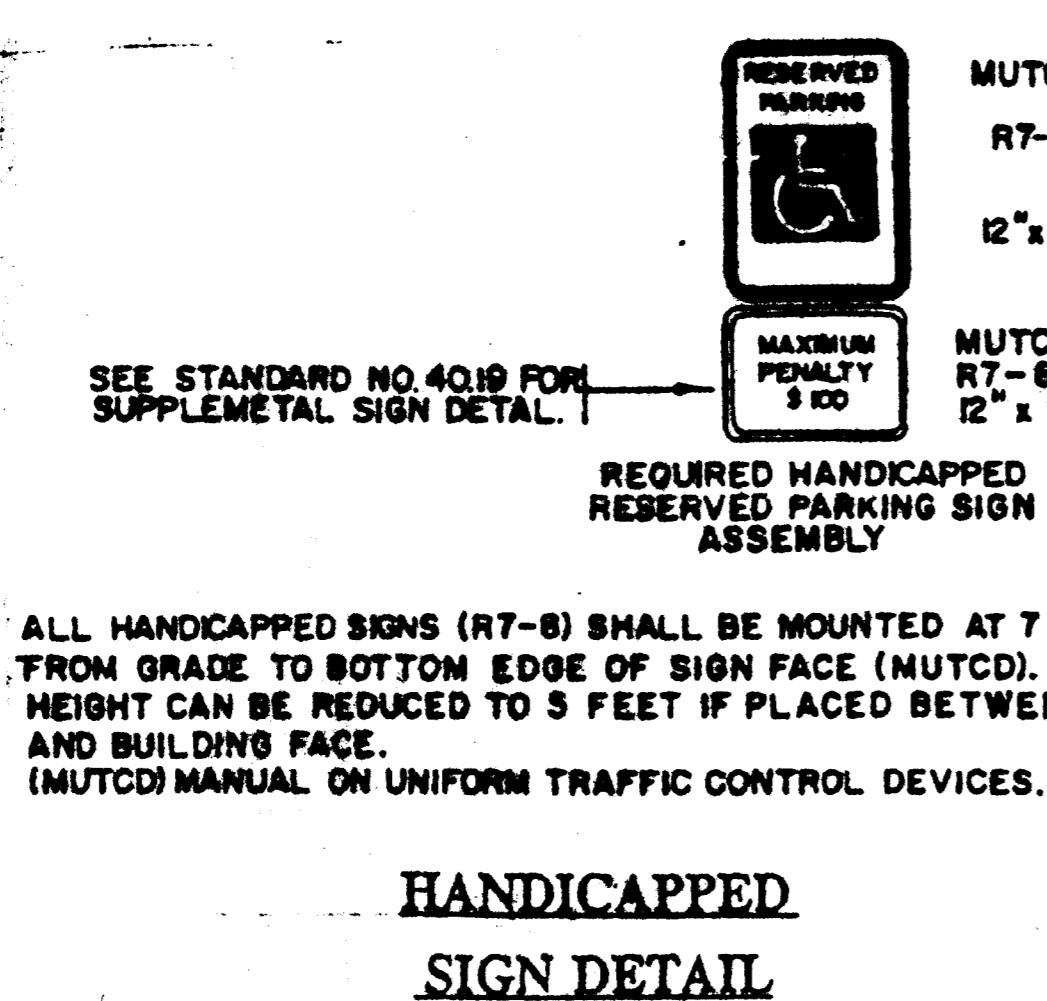 RESERVED
PARKING
MUTC
R7-
12"x
MAXIMUM
PENALTY
$ 100
MUTC
R7-8
12" x
SEE STANDARD NO. 40.19 FOR
SUPPLEMETAL SIGN DETAL.
REQUIRED HANDICAPPED
RESERVED PARKING SIGN
ASSEMBLY
ALL HANDICAPPED SIGNS (R7-8) SHALL BE MOUNTED AT 7
FROM GRADE TO BOTTOM EDGE OF SIGN FACE (MUTCD).
HEIGHT CAN BE REDUCED TO 5 FEET IF PLACED BETWEE
AND BUILDING FACE.
(MUTCD) MANUAL ON UNIFORM TRAFFIC CONTROL DEVICES.
HANDICAPPED
SIGN DETAIL